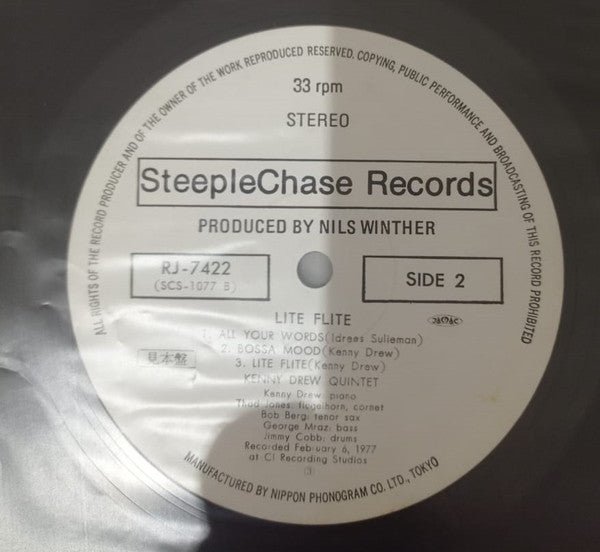 ALL RIGHTS OF THE RECORD PRODUCER AND OF THE OWNER OF THE WORK REPRODUCED RESERVED. COPYING, PUBLIC PERFORMANCE AND BROADCASTING OF THIS RECORD PROHIBITED
33 rpm
STEREO
SteepleChase Records
PRODUCED BY NILS WINTHER
RJ-7422
(SCS-1077 B)
SIDE 2
LITE FLITE
1. ALL YOUR WORDS(Idrees Sulieman)
2. BOSSA MOOD(Kenny Drew)
見本盤
3. LITE FLITE(Kenny Drew)
KENNY DREW QUINTET
Kenny Drew: piano
Thad Jones: flugelhorn, cornet
Bob Berg: tenor sax
George Mraz: bass
Jimmy Cobb: drums
Recorded February 6, 1977
at CI Recording Studios
(3)
MANUFACTURED BY NIPPON PHONOGRAM CO. LTD., TOKYO